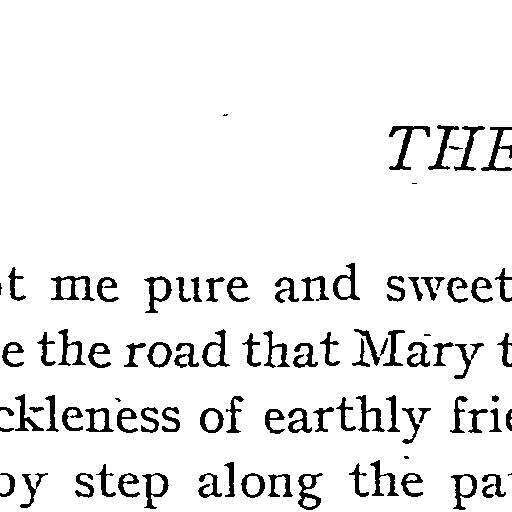 THE
t me pure and sweet
e the road that Mary t
ckleness of earthly frie
by step along the pa